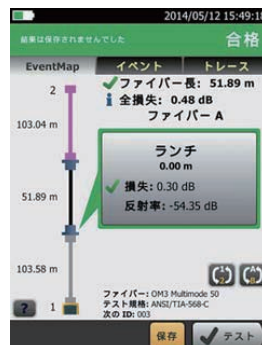 2014/05/12 15:49:18
結果は保存されませんでした
合格
EventMap
イベント
トレース
2
103.04 m
51.89 m
103.58 m
1
ファイバー長: 51.89 m
全損失: 0.48 dB
ファイバー A
ランチ
0.00 m
損失: 0.30 dB
反射率: -54.35 dB
ファイバー: OM3 Multimode 50
テスト規格: ANSI/TIA-568-C
次の ID: 003
?
保存
テスト